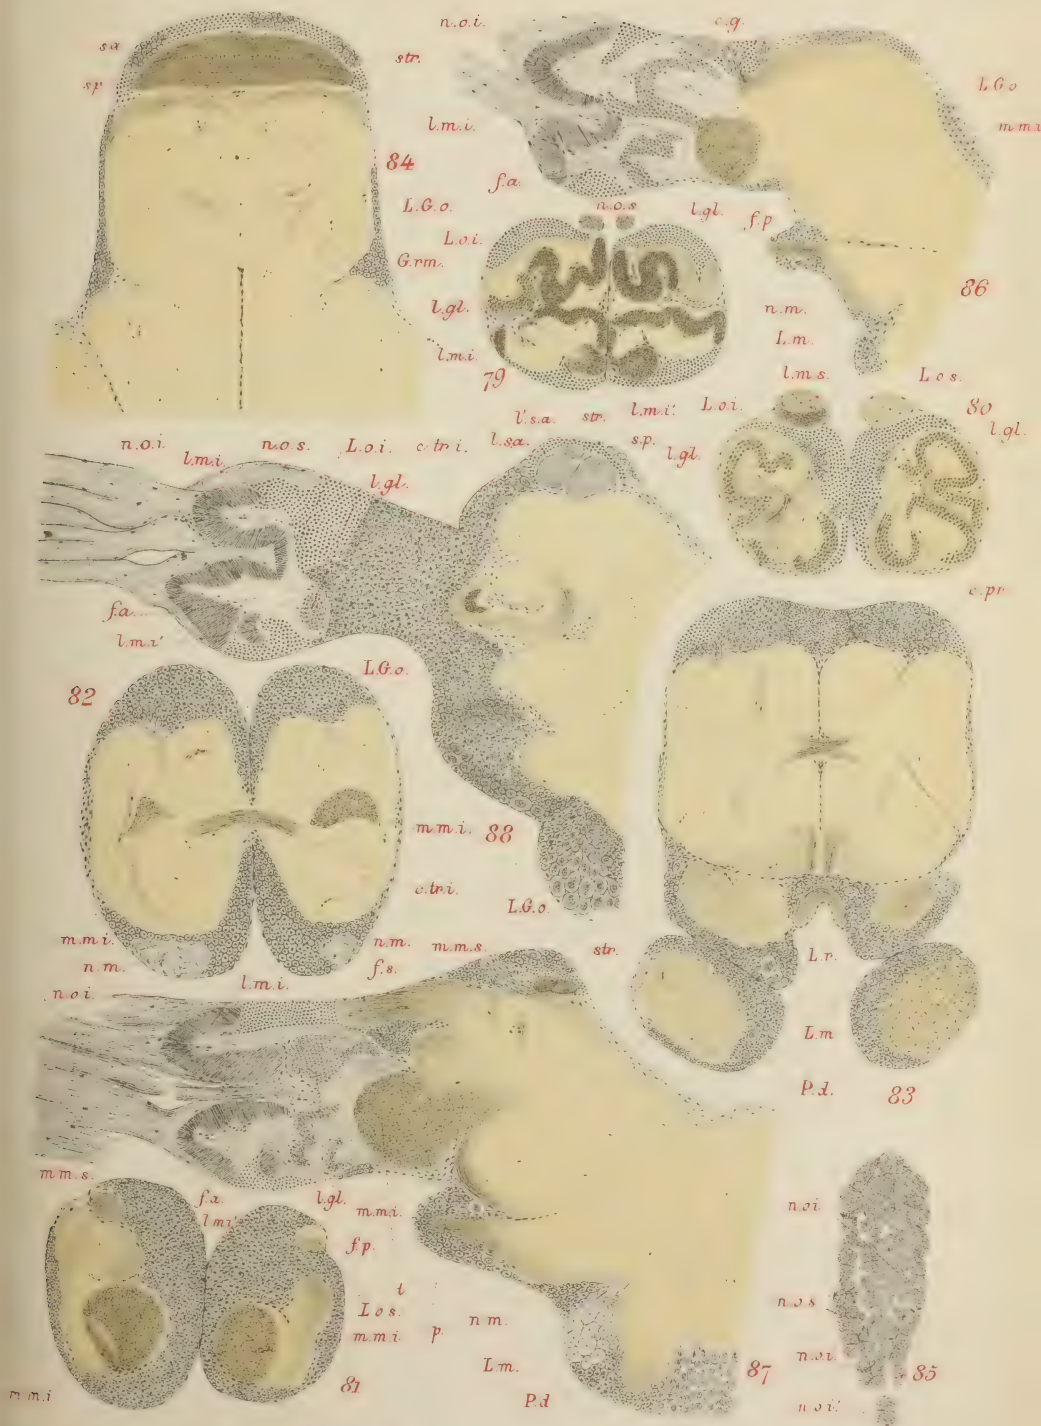 n.o.i. c.g.
s.a. str.
s.p. L.G.o
l.m.i. m.m.i
84
f.a.
L.G.o. n.o.s l.gl. f.p
L.o.i.
G.rm.
86
l.gl. n.m.
L.m.
l.m.i. l.m.s. L.o.s.
79
l'.s.a. str. l.m.i'. L.o.i. 80
n.o.i. n.o.s. L.o.i. c.tr.i. l.s.a. s.p. l.gl. l.gl.
l.m.i.
l.gl.
c.pr.
f.a.
l.m.i'
L.G.o.
82
m.m.i. 88
c.tr.i.
L.G.o.
m.m.i. n.m. m.m.s. str. L.r.
n.m. f.s.
l.m.i.
n.o.i.
L.m
P.d. 83
m.m.s.
f.a. l.gl. m.m.i. n.o.i
l.m.i'
f.p.
t
L.o.s. n.o.s
m.m.i p. n.m.
n.o.i.
L.m. 87 85
81
m.m.i P.d n.o.i.'